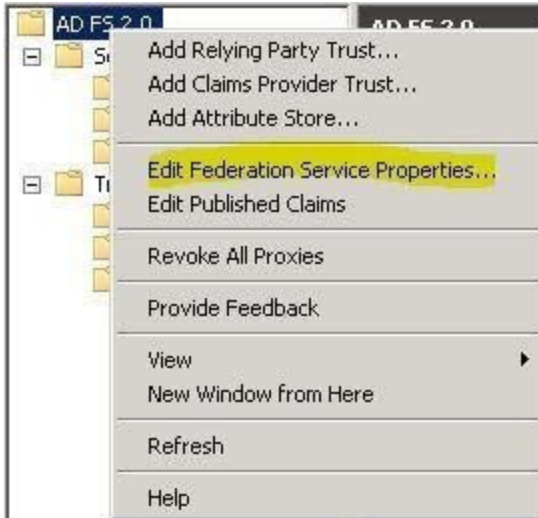 AD FS 2.0
AD FS 2.0
Add Relying Party Trust...
Add Claims Provider Trust...
Add Attribute Store...
Edit Federation Service Properties...
Edit Published Claims
Revoke All Proxies
Provide Feedback
View
New Window from Here
Refresh
Help